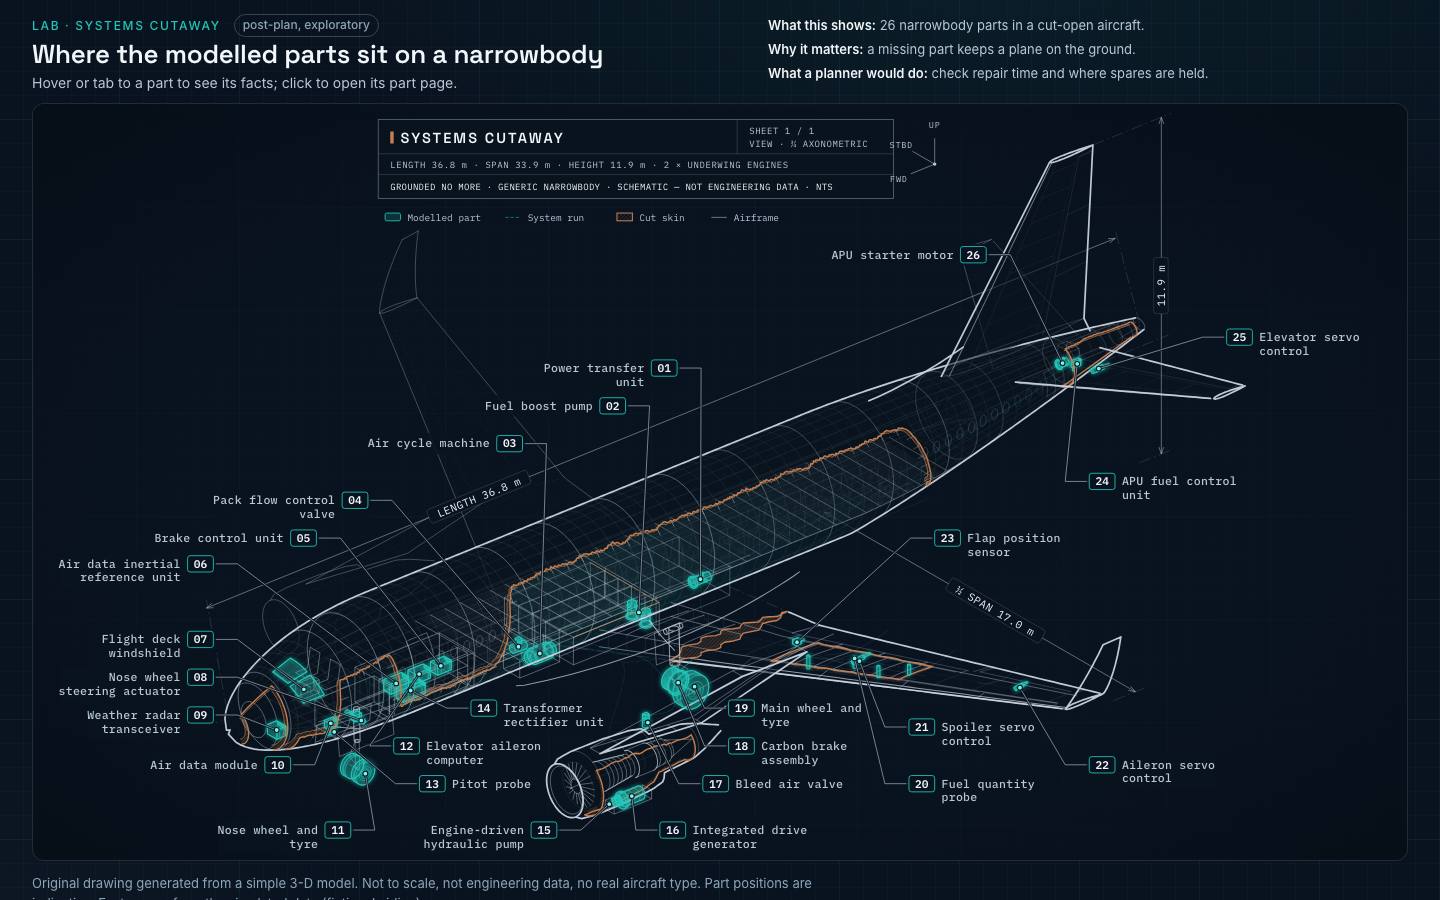 LAB · SYSTEMS CUTAWAY
post-plan, exploratory
Where the modelled parts sit on a narrowbody
Hover or tab to a part to see its facts; click to open its part page.
What this shows: 26 narrowbody parts in a cut-open aircraft.
Why it matters: a missing part keeps a plane on the ground.
What a planner would do: check repair time and where spares are held.
SYSTEMS CUTAWAY
SHEET 1 / 1
VIEW · ¾ AXONOMETRIC
LENGTH 36.8 m · SPAN 33.9 m · HEIGHT 11.9 m · 2 × UNDERWING ENGINES
GROUNDED NO MORE · GENERIC NARROWBODY · SCHEMATIC — NOT ENGINEERING DATA · NTS
UP
STBD
FWD
Modelled part
System run
Cut skin
Airframe
APU starter motor 26
11.9 m
25 Elevator servo
control
Power transfer 01
unit
Fuel boost pump 02
Air cycle machine 03
LENGTH 36.8 m
Pack flow control 04
valve
24 APU fuel control
unit
Brake control unit 05
23 Flap position
sensor
Air data inertial 06
reference unit
½ SPAN 17.0 m
Flight deck 07
windshield
Nose wheel 08
steering actuator
Weather radar 09
transceiver
14 Transformer
rectifier unit
19 Main wheel and
tyre
21 Spoiler servo
control
12 Elevator aileron
computer
18 Carbon brake
assembly
Air data module 10
22 Aileron servo
control
13 Pitot probe
17 Bleed air valve
20 Fuel quantity
probe
Nose wheel and 11
tyre
Engine-driven 15
hydraulic pump
16 Integrated drive
generator
Original drawing generated from a simple 3-D model. Not to scale, not engineering data, no real aircraft type. Part positions are